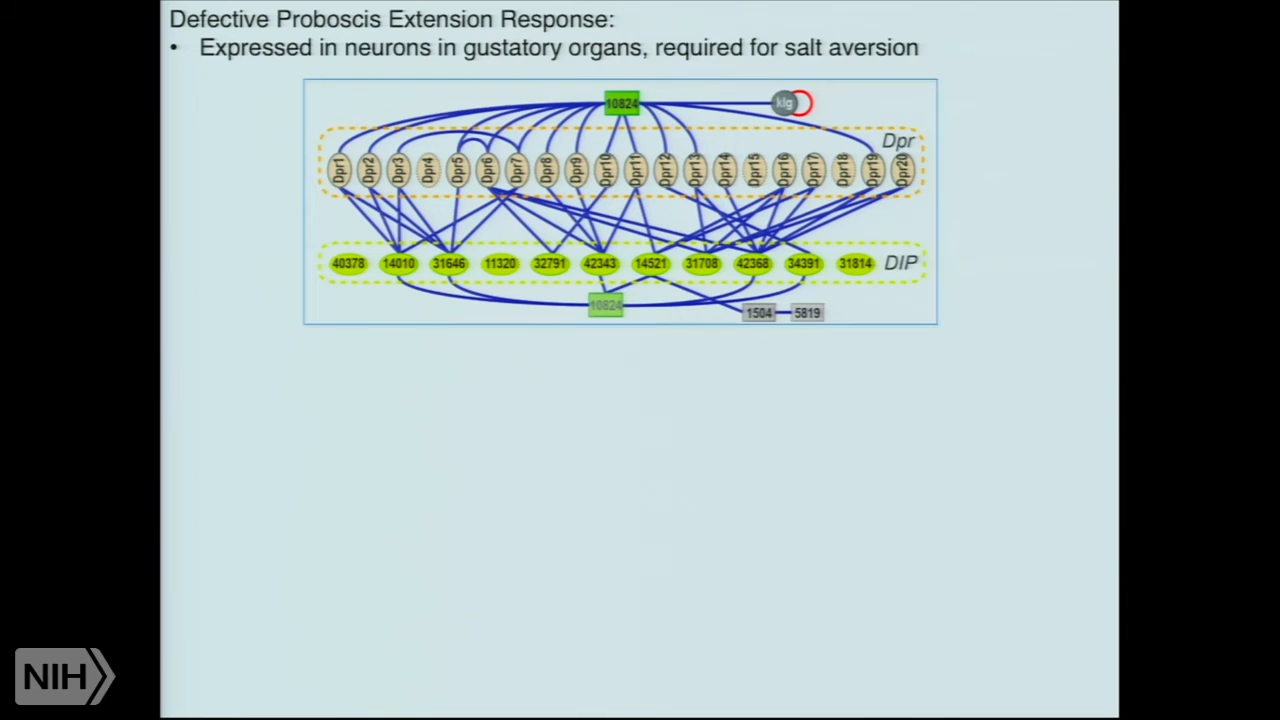 Defective Proboscis Extension Response:
• Expressed in neurons in gustatory organs, required for salt aversion
10824
klg
Dpr
Dpr1 Dpr2 Dpr3 Dpr4 Dpr5 Dpr6 Dpr7 Dpr8 Dpr9 Dpr10 Dpr11 Dpr12 Dpr13 Dpr14 Dpr15 Dpr16 Dpr17 Dpr18 Dpr19 Dpr20
40378 14010 31646 11320 32791 42343 14521 31708 42368 34391 31814 DIP
10824
1504 5819
NIH